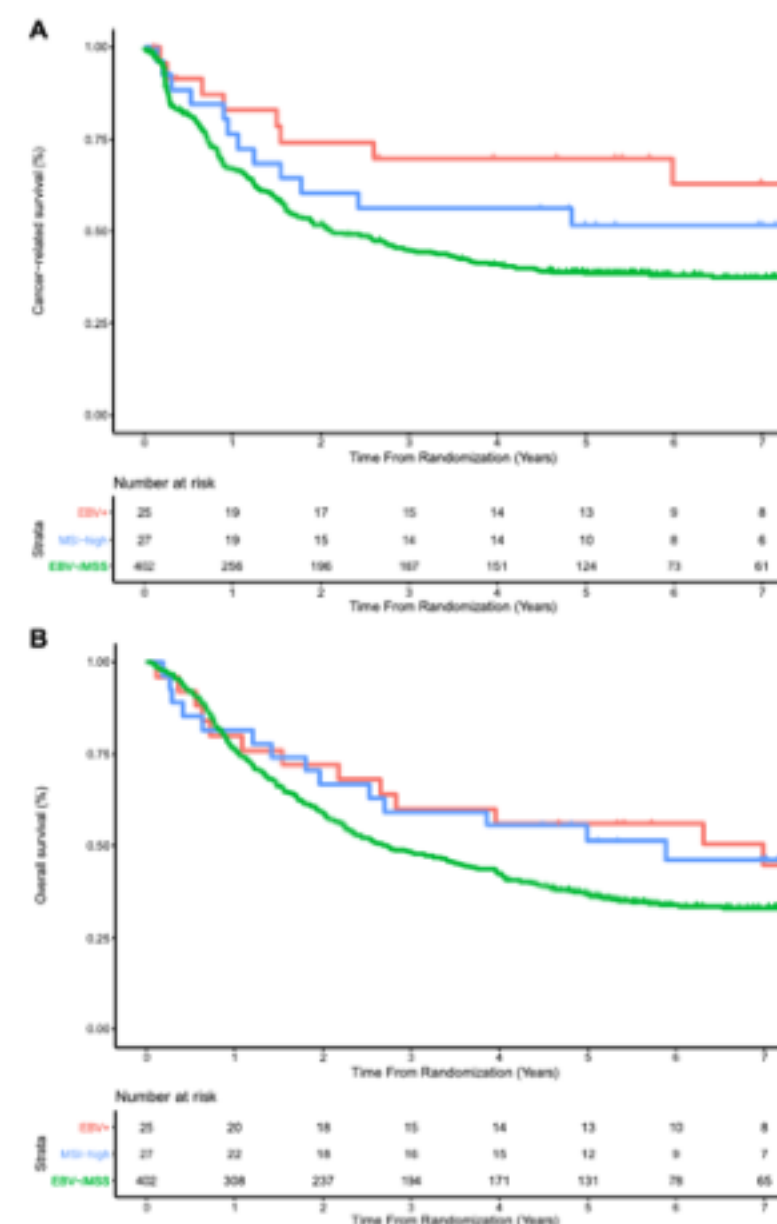 A
Cancer-related survival (%)
1.00
0.75
0.50
0.25
0.00
0 1 2 3 4 5 6 7
Time From Randomization (Years)
Number at risk
Strata
EBV+ 25 19 17 15 14 13 9 8
MSI-high 27 19 15 14 14 10 8 6
EBV-/MSS 402 256 196 167 151 124 73 61
0 1 2 3 4 5 6 7
Time From Randomization (Years)
B
Overall survival (%)
1.00
0.75
0.50
0.25
0.00
0 1 2 3 4 5 6 7
Time From Randomization (Years)
Number at risk
Strata
EBV+ 25 20 18 15 14 13 10 8
MSI-high 27 22 18 16 15 12 9 7
EBV-/MSS 402 308 237 194 171 131 78 65
0 1 2 3 4 5 6 7
Time From Randomization (Years)